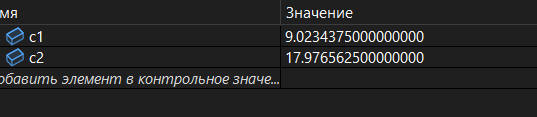 мя Значение
c1 9.0234375000000000
c2 17.976562500000000
обавить элемент в контрольное значе...